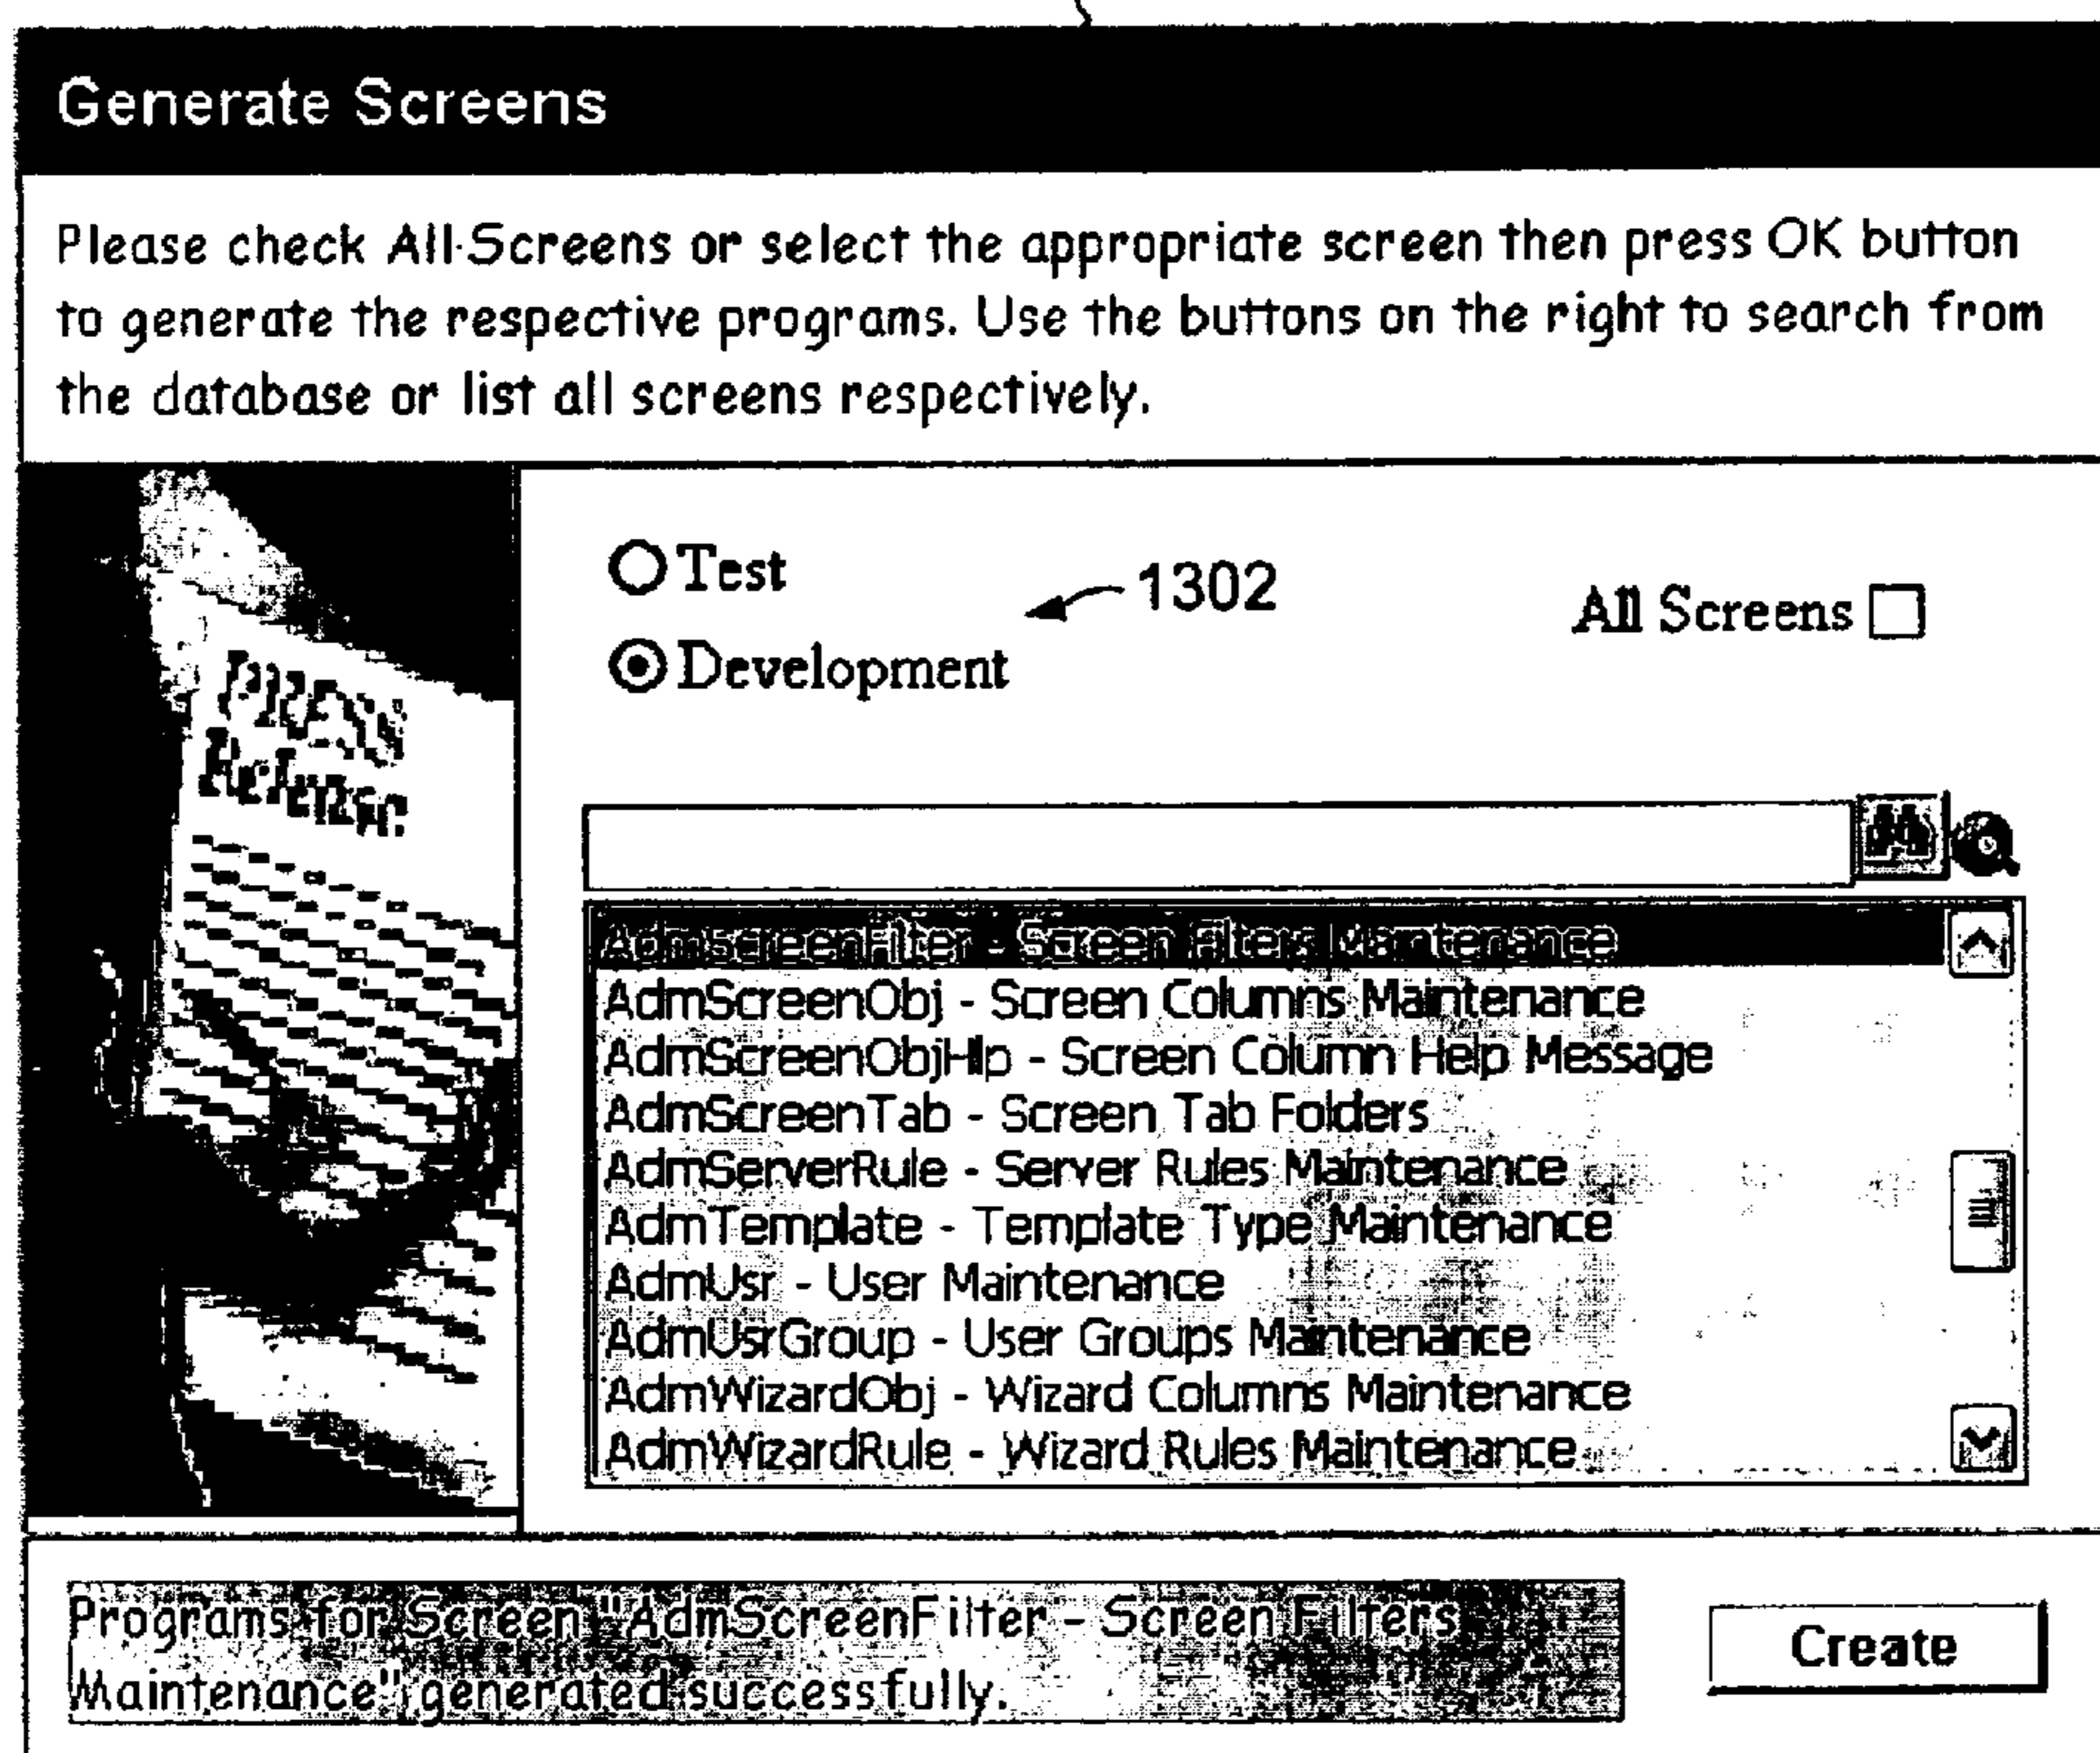 Generate Screens
Please check All Screens or select the appropriate screen then press OK button
to generate the respective programs. Use the buttons on the right to search from
the database or list all screens respectively.
Test
1302
All Screens
Development
AdmScreenFilter - Screen Filters Maintenance
AdmScreenObj - Screen Columns Maintenance
AdmScreenObjHlp - Screen Column Help Message
AdmScreenTab - Screen Tab Folders
AdmServerRule - Server Rules Maintenance
AdmTemplate - Template Type Maintenance
AdmUsr - User Maintenance
AdmUsrGroup - User Groups Maintenance
AdmWizardObj - Wizard Columns Maintenance
AdmWizardRule - Wizard Rules Maintenance
Programs for Screen "AdmScreenFilter - Screen Filters
Maintenance" generated successfully.
Create